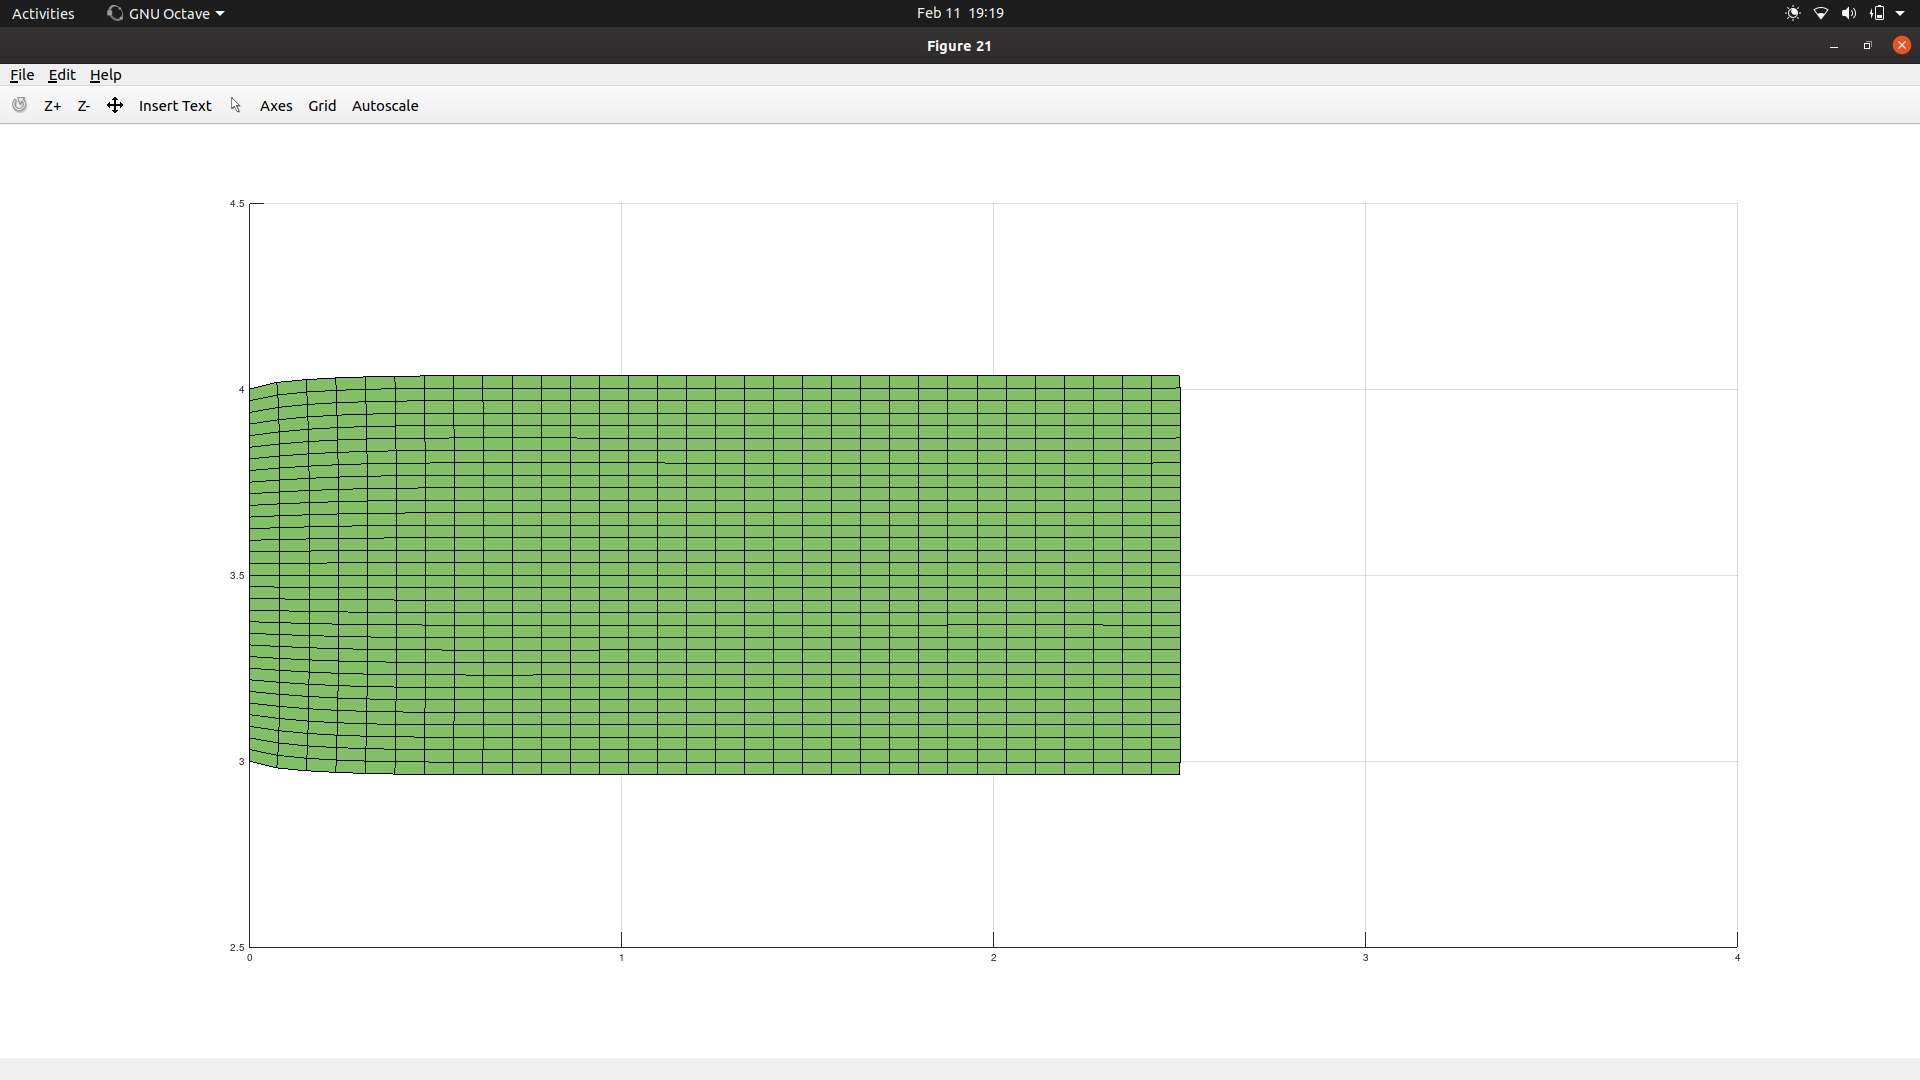 Activities GNU Octave Feb 11 19:19
Figure 21
File Edit Help
Z+ Z- Insert Text Axes Grid Autoscale
4.5
4
3.5
3
2.5
0 1 2 3 4